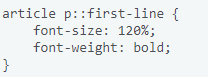 article p::first-line {
    font-size: 120%;
    font-weight: bold;
}